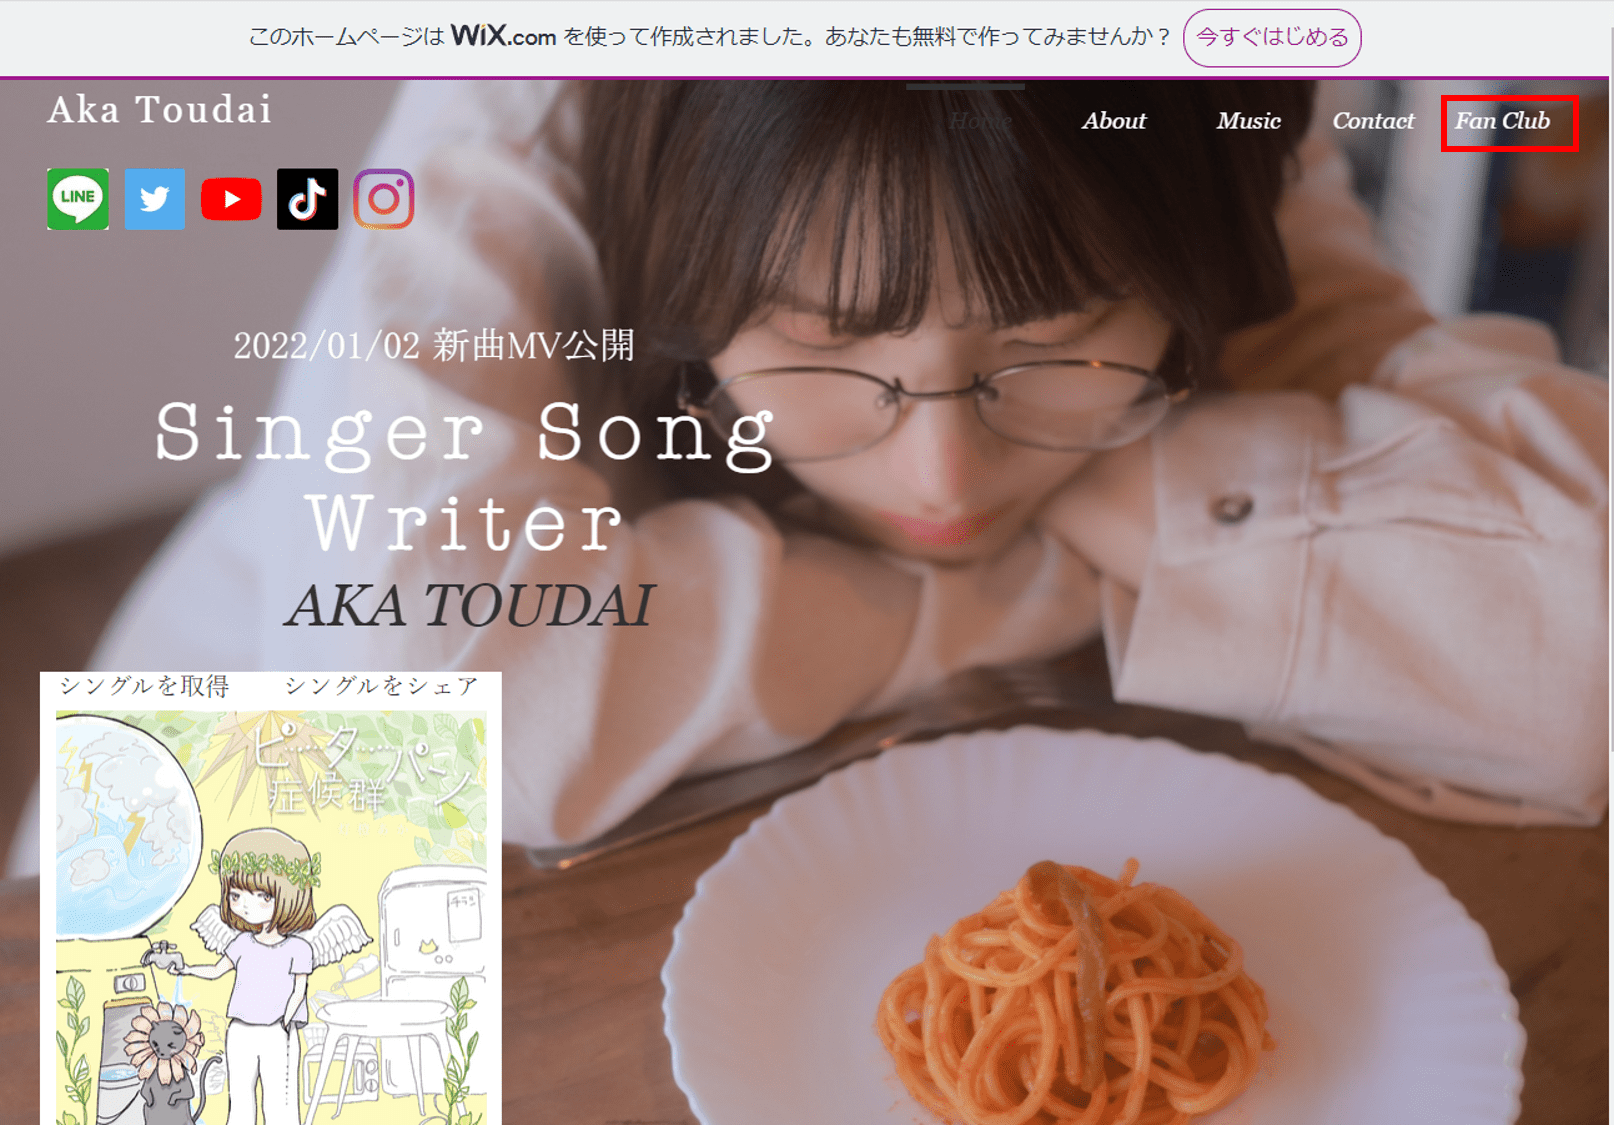 このホームページは WiX.com を使って作成されました。あなたも無料で作ってみませんか？ 今すぐはじめる
Aka Toudai
Home About Music Contact Fan Club
LINE
2022/01/02 新曲MV公開
Singer Song
Writer
AKA TOUDAI
シングルを取得 シングルをシェア
ピーターパン
症候群